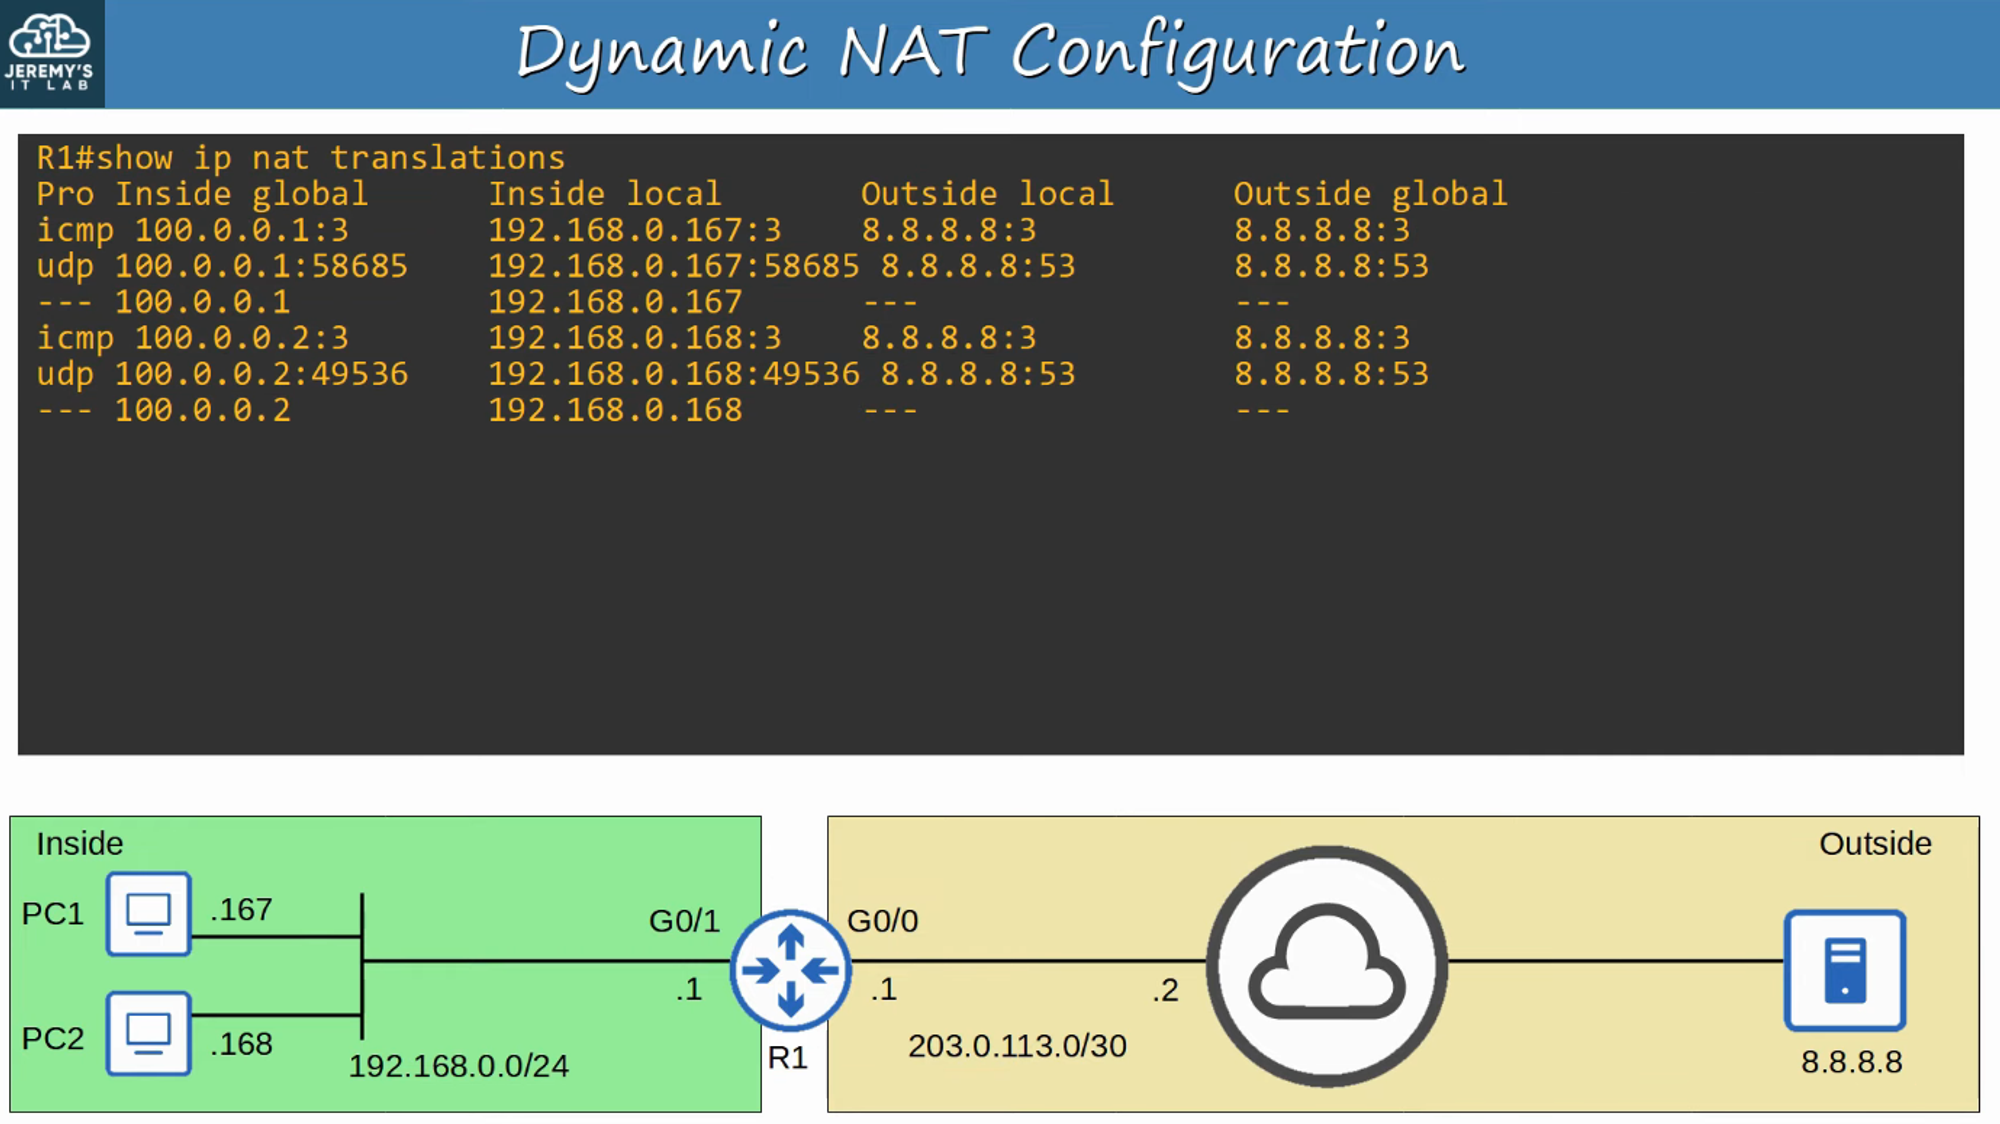 JEREMY'S
IT LAB
Dynamic NAT Configuration
R1#show ip nat translations
Pro Inside global Inside local Outside local Outside global
icmp 100.0.0.1:3 192.168.0.167:3 8.8.8.8:3 8.8.8.8:3
udp 100.0.0.1:58685 192.168.0.167:58685 8.8.8.8:53 8.8.8.8:53
--- 100.0.0.1 192.168.0.167 --- ---
icmp 100.0.0.2:3 192.168.0.168:3 8.8.8.8:3 8.8.8.8:3
udp 100.0.0.2:49536 192.168.0.168:49536 8.8.8.8:53 8.8.8.8:53
--- 100.0.0.2 192.168.0.168 --- ---
Inside
PC1
.167
PC2
.168
192.168.0.0/24
G0/1
.1
R1
G0/0
.1
.2
203.0.113.0/30
Outside
8.8.8.8